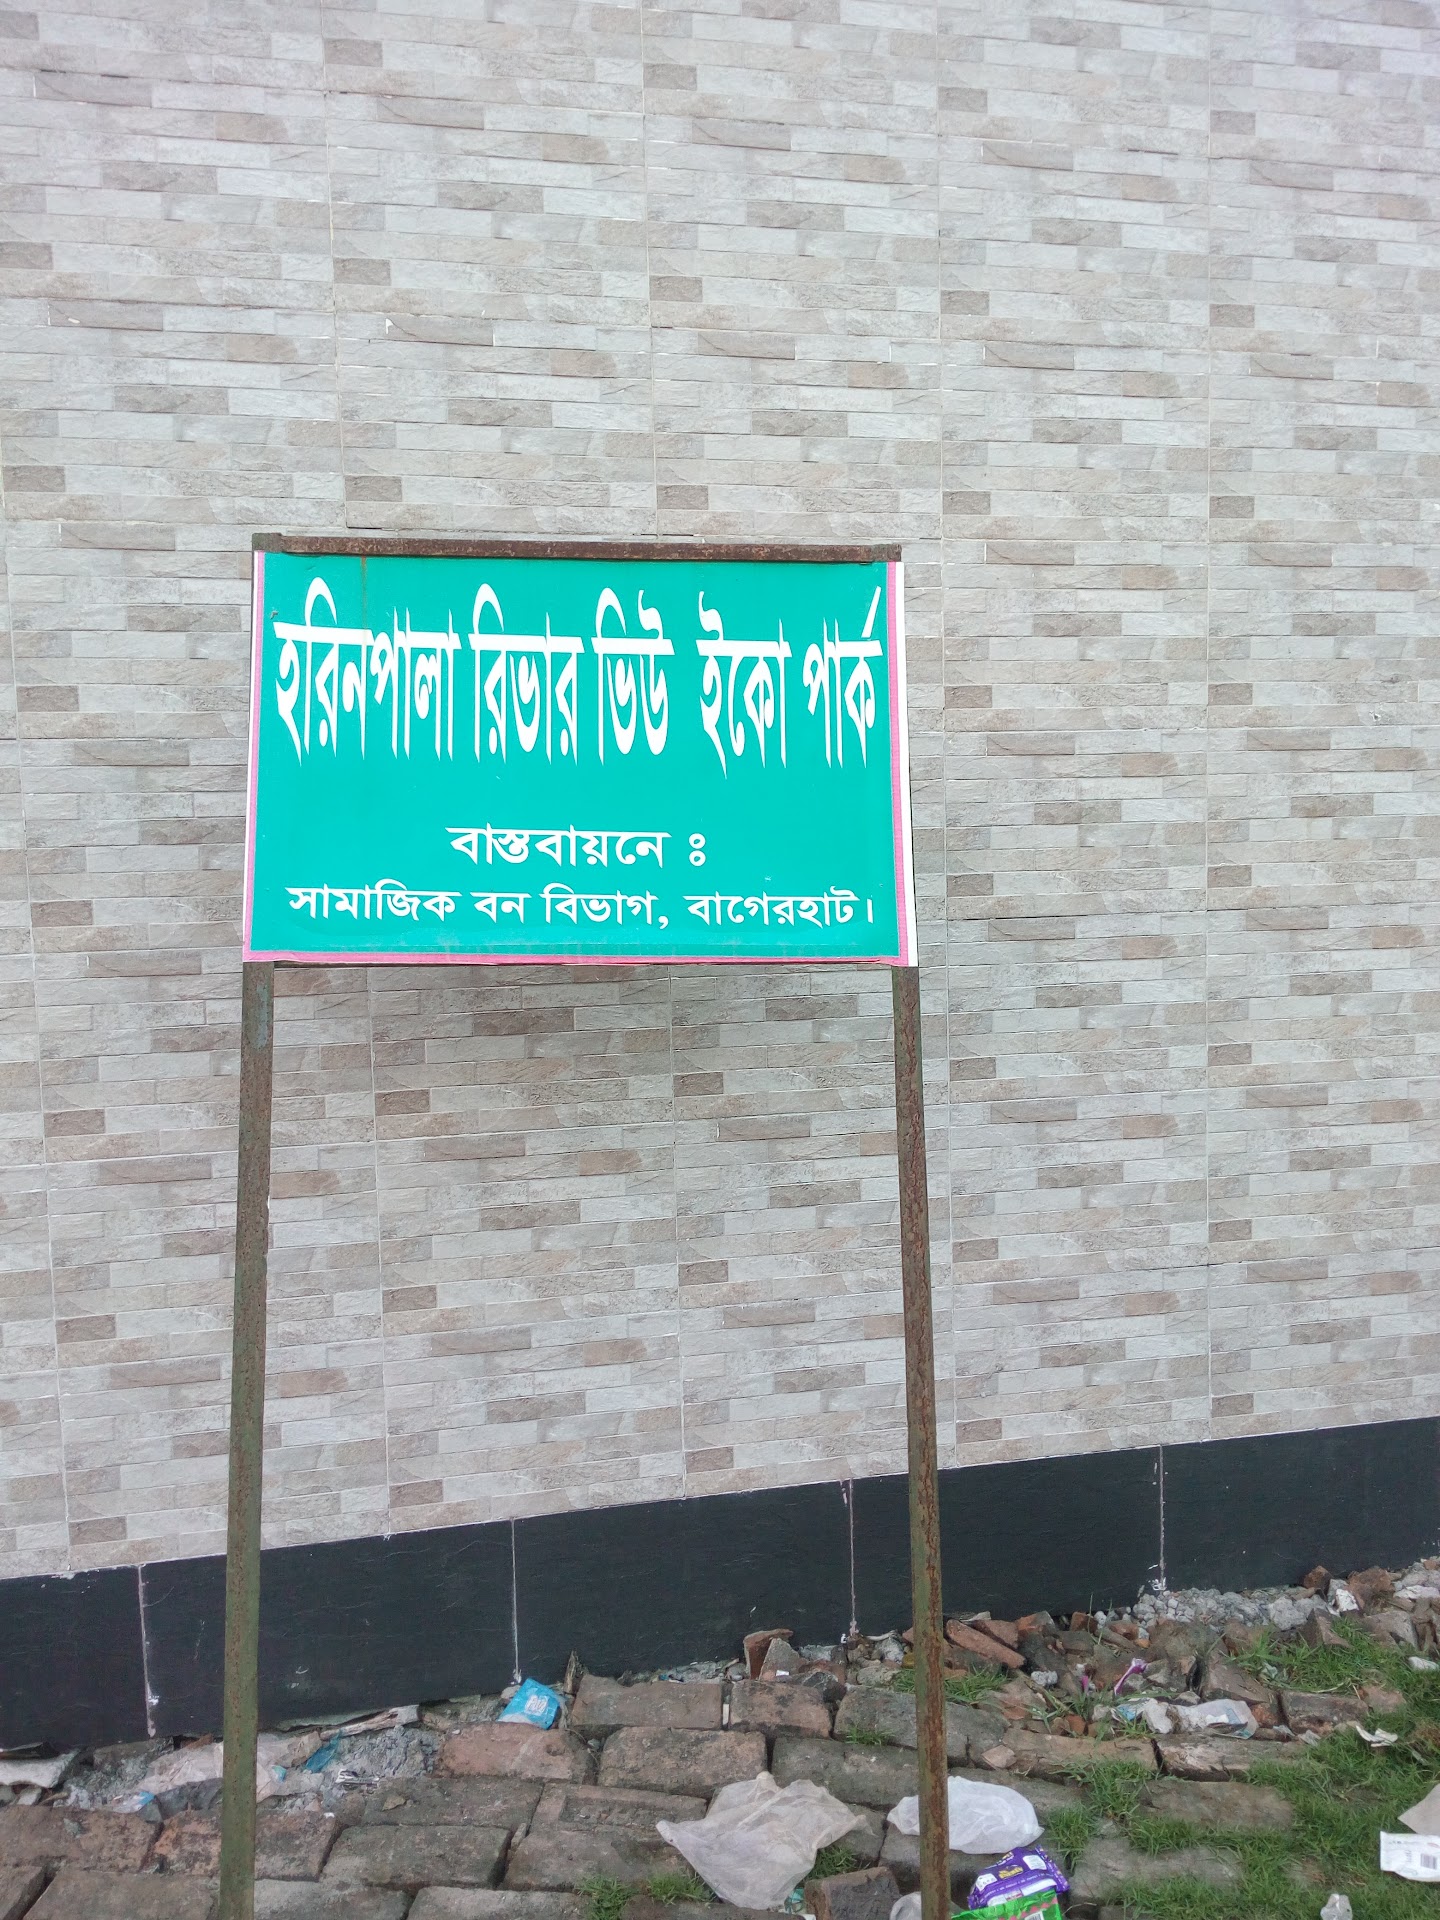 হরিনপালা রিভার ভিউ ইকো পার্ক
বাস্তবায়নে ঃ
সামাজিক বন বিভাগ, বাগেরহাট।